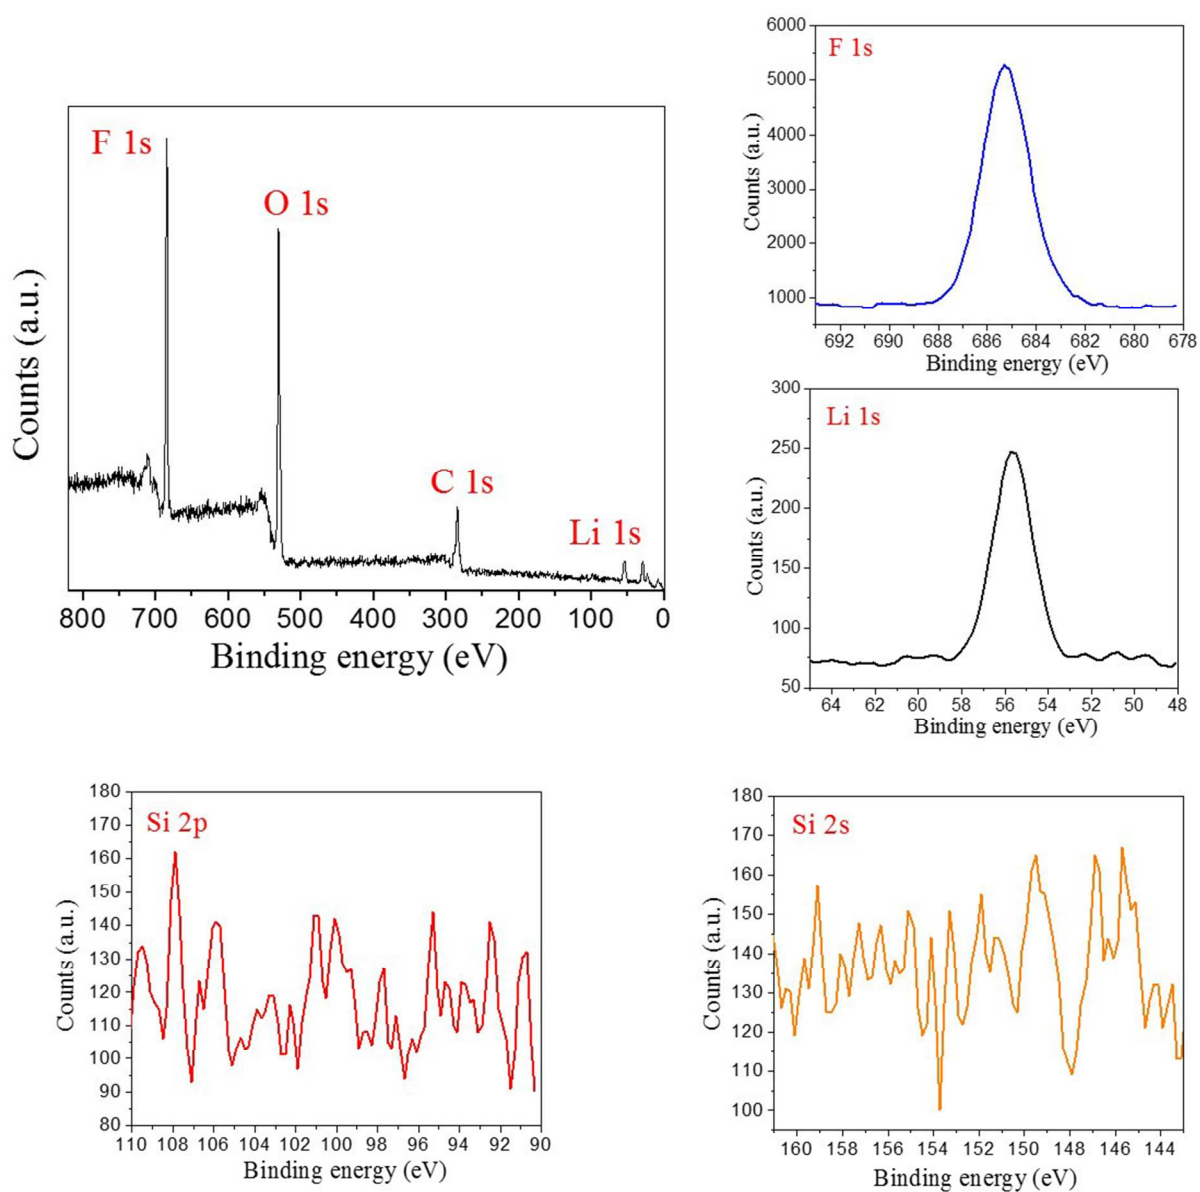 F 1s
O 1s
C 1s
Li 1s
Counts (a.u.)
800 700 600 500 400 300 200 100 0
Binding energy (eV)
F 1s
6000
5000
4000
3000
2000
1000
Counts (a.u.)
692 690 688 686 684 682 680 678
Binding energy (eV)
Li 1s
300
250
200
150
100
50
Counts (a.u.)
64 62 60 58 56 54 52 50 48
Binding energy (eV)
Si 2p
180
170
160
150
140
130
120
110
100
90
80
Counts (a.u.)
110 108 106 104 102 100 98 96 94 92 90
Binding energy (eV)
Si 2s
180
170
160
150
140
130
120
110
100
Counts (a.u.)
160 158 156 154 152 150 148 146 144
Binding energy (eV)